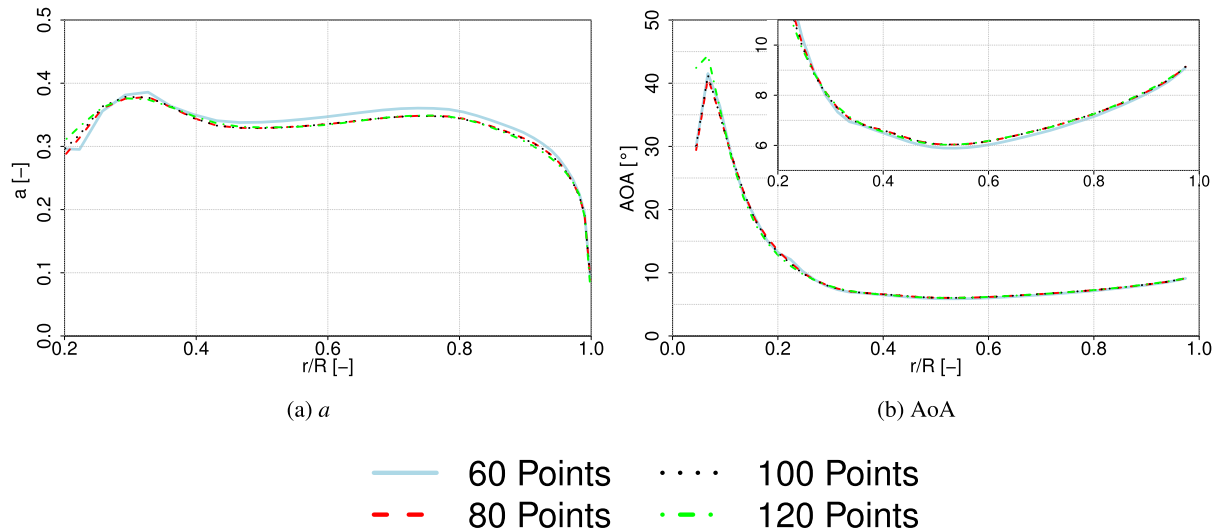 0.5
0.4
0.3
0.2
0.1
0.0
a [−]
0.2 0.4 0.6 0.8 1.0
r/R [−]
(a) a
50
40
30
20
10
0
AOA [°]
10
8
6
0.2 0.4 0.6 0.8 1.0
0.0 0.2 0.4 0.6 0.8 1.0
r/R [−]
(b) AoA
60 Points 100 Points
80 Points 120 Points